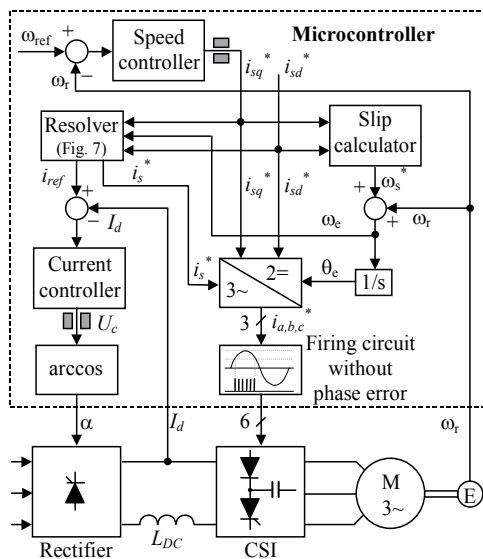 ω_ref
+
−
ω_r
Speed
controller
i_sq^*
i_sd^*
Microcontroller
Resolver
(Fig. 7)
Slip
calculator
i_ref
i_s^*
i_sq^*
i_sd^*
ω_s^*
+
+
ω_e
ω_r
+
−
I_d
Current
controller
i_s^*
2=
3~
θ_e
1/s
U_c
3
i_a,b,c^*
arccos
Firing circuit
without
phase error
α
I_d
6
ω_r
M
3~
E
L_DC
Rectifier
CSI